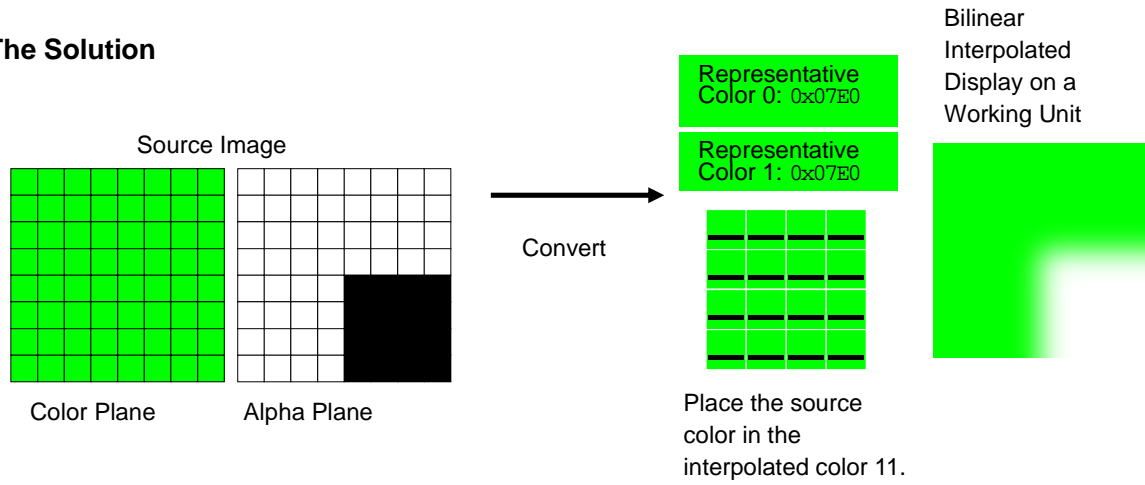 The Solution
Source Image
Color Plane
Alpha Plane
Convert
Representative
Color 0: 0x07E0
Representative
Color 1: 0x07E0
Place the source
color in the
interpolated color 11.
Bilinear
Interpolated
Display on a
Working Unit